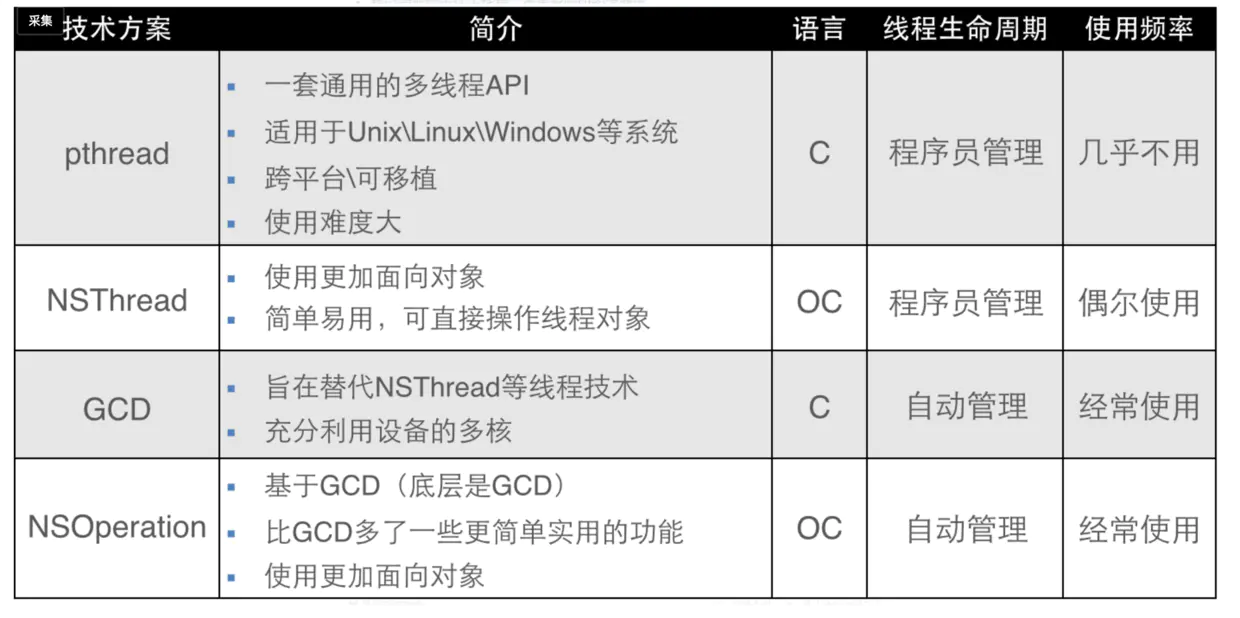 采集
技术方案 简介 语言 线程生命周期 使用频率
pthread
一套通用的多线程API
适用于Unix\Linux\Windows等系统
跨平台\可移植
使用难度大
C
程序员管理
几乎不用
NSThread
使用更加面向对象
简单易用，可直接操作线程对象
OC
程序员管理
偶尔使用
GCD
旨在替代NSThread等线程技术
充分利用设备的多核
C
自动管理
经常使用
NSOperation
基于GCD（底层是GCD）
比GCD多了一些更简单实用的功能
使用更加面向对象
OC
自动管理
经常使用